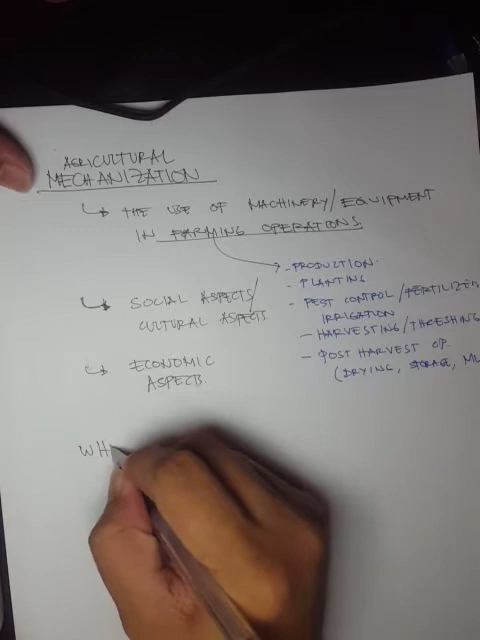 AGRICULTURAL
MECHANIZATION
THE USE OF MACHINERY/EQUIPMENT
IN FARMING OPERATIONS.
- PRODUCTION.
- PLANTING
- PEST CONTROL/FERTILIZER
IRRIGATION
- HARVESTING/THRESHING
- POST HARVEST OP.
(DRYING, STORAGE, MI
SOCIAL ASPECTS/
CULTURAL ASPECTS
ECONOMIC
ASPECTS.
WH